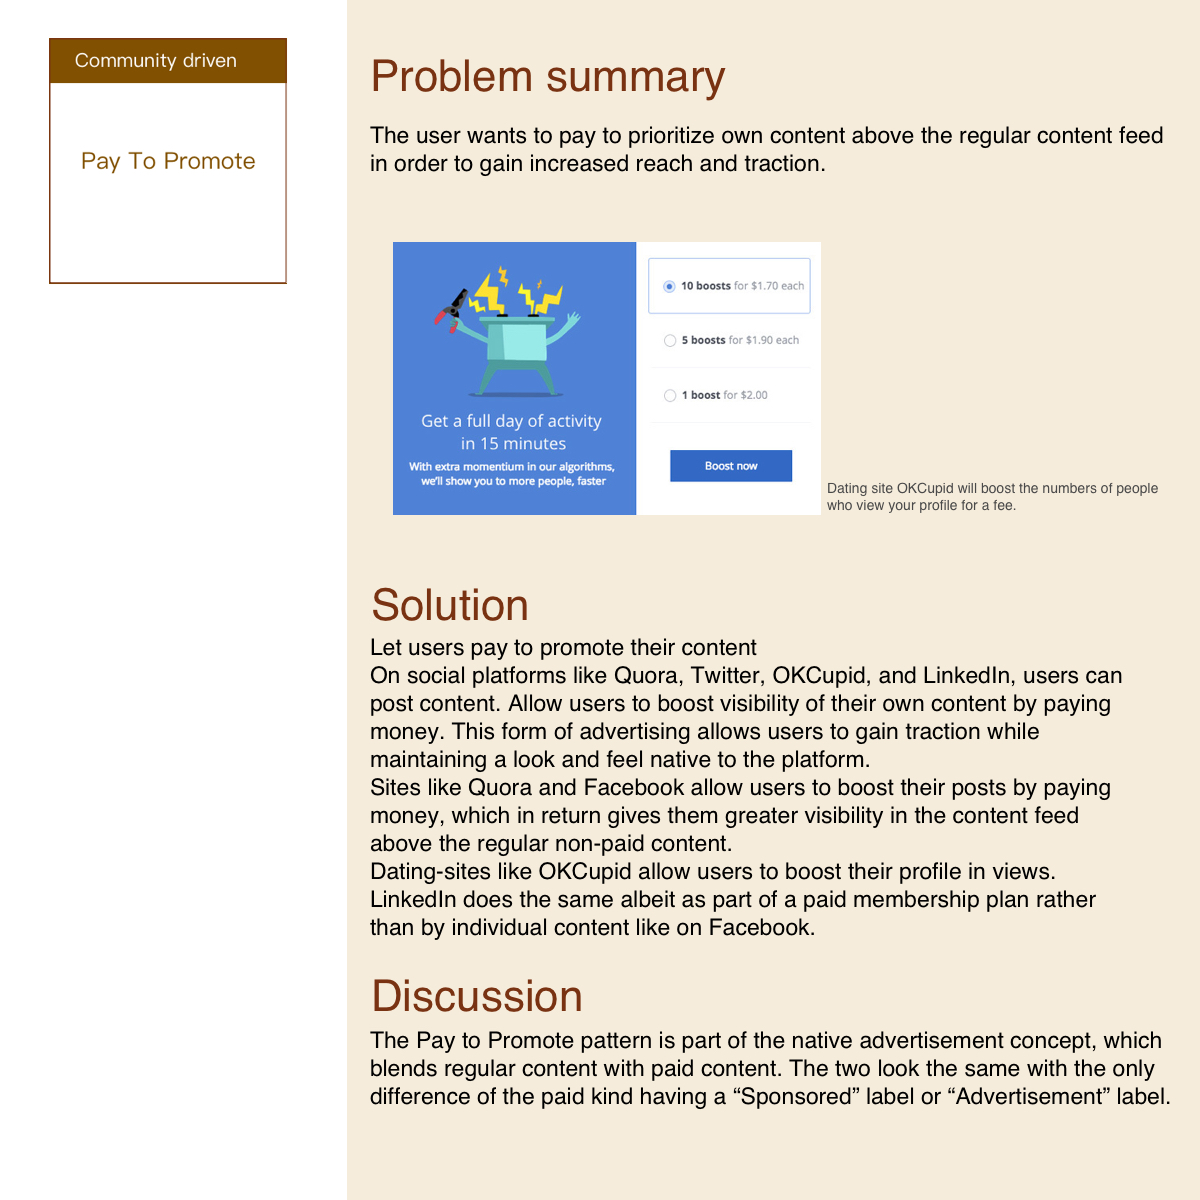 Community driven
Pay To Promote
Problem summary
The user wants to pay to prioritize own content above the regular content feed
in order to gain increased reach and traction.
Get a full day of activity
in 15 minutes
With extra momentum in our algorithms,
we'll show you to more people, faster
10 boosts for $1.70 each
5 boosts for $1.90 each
1 boost for $2.00
Boost now
Dating site OKCupid will boost the numbers of people
who view your profile for a fee.
Solution
Let users pay to promote their content
On social platforms like Quora, Twitter, OKCupid, and LinkedIn, users can
post content. Allow users to boost visibility of their own content by paying
money. This form of advertising allows users to gain traction while
maintaining a look and feel native to the platform.
Sites like Quora and Facebook allow users to boost their posts by paying
money, which in return gives them greater visibility in the content feed
above the regular non-paid content.
Dating-sites like OKCupid allow users to boost their profile in views.
LinkedIn does the same albeit as part of a paid membership plan rather
than by individual content like on Facebook.
Discussion
The Pay to Promote pattern is part of the native advertisement concept, which
blends regular content with paid content. The two look the same with the only
difference of the paid kind having a “Sponsored” label or “Advertisement” label.